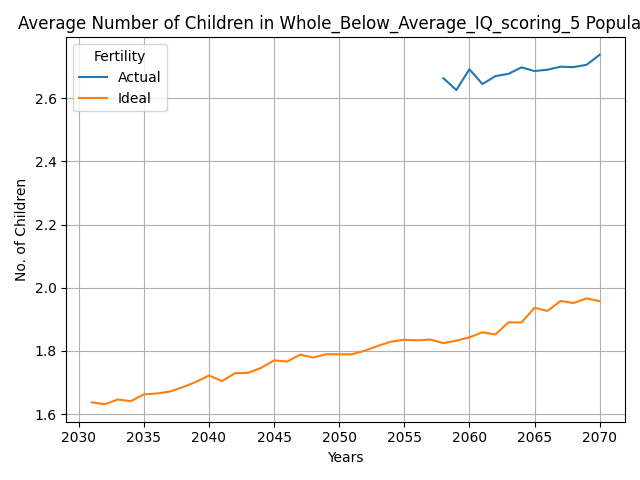 Average Number of Children in Whole_Below_Average_IQ_scoring_5 Popula
Fertility
Actual
Ideal
No. of Children
2.6
2.4
2.2
2.0
1.8
1.6
2030 2035 2040 2045 2050 2055 2060 2065 2070
Years